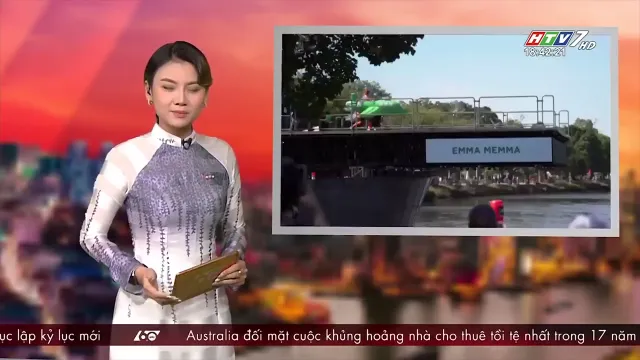 HTV7 HD
18:42:21
EMMA MEMMA
ục lập kỷ lục mới 60 Australia đối mặt cuộc khủng hoảng nhà cho thuê tồi tệ nhất trong 17 năm